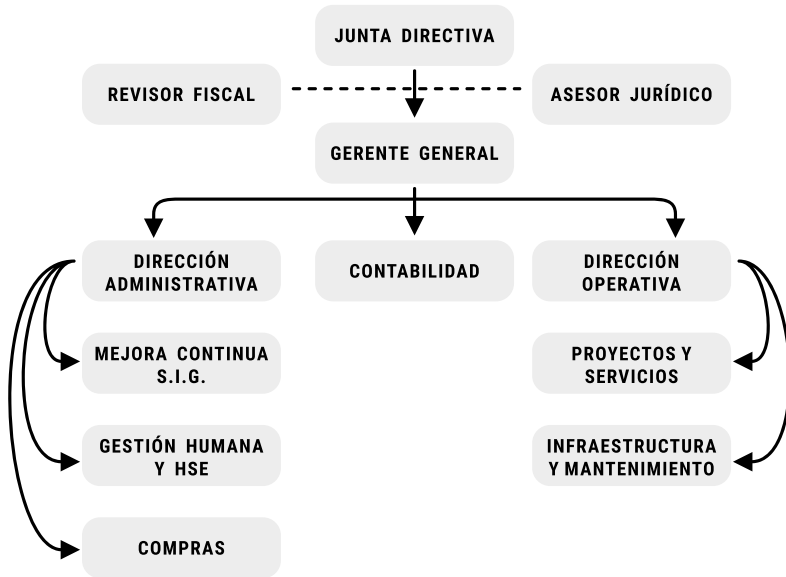 JUNTA DIRECTIVA
REVISOR FISCAL
ASESOR JURÍDICO
GERENTE GENERAL
DIRECCIÓN
ADMINISTRATIVA
CONTABILIDAD
DIRECCIÓN
OPERATIVA
MEJORA CONTINUA
S.I.G.
PROYECTOS Y
SERVICIOS
GESTIÓN HUMANA
Y HSE
INFRAESTRUCTURA
Y MANTENIMIENTO
COMPRAS